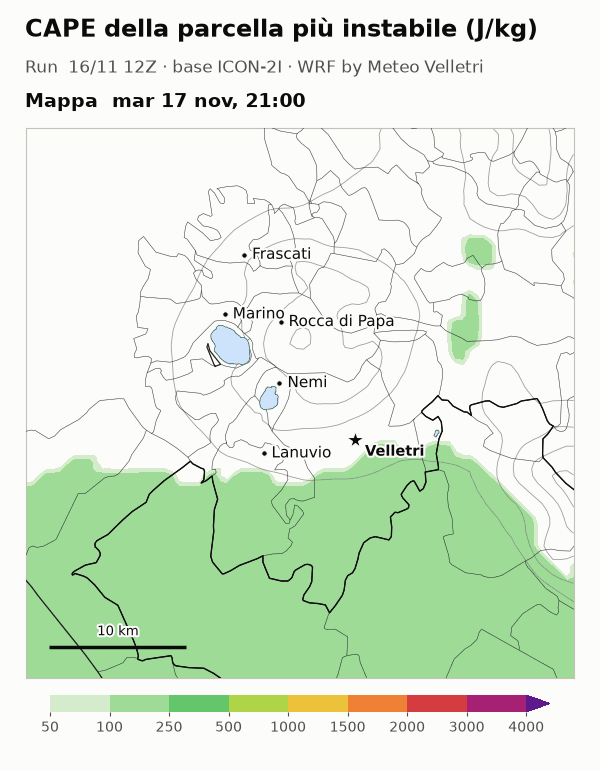 CAPE della parcella più instabile (J/kg)
Run  16/11 12Z · base ICON-2I · WRF by Meteo Velletri
Mappa  mar 17 nov, 21:00
Frascati
Marino
Rocca di Papa
Nemi
Lanuvio
Velletri
10 km
50 100 250 500 1000 1500 2000 3000 4000